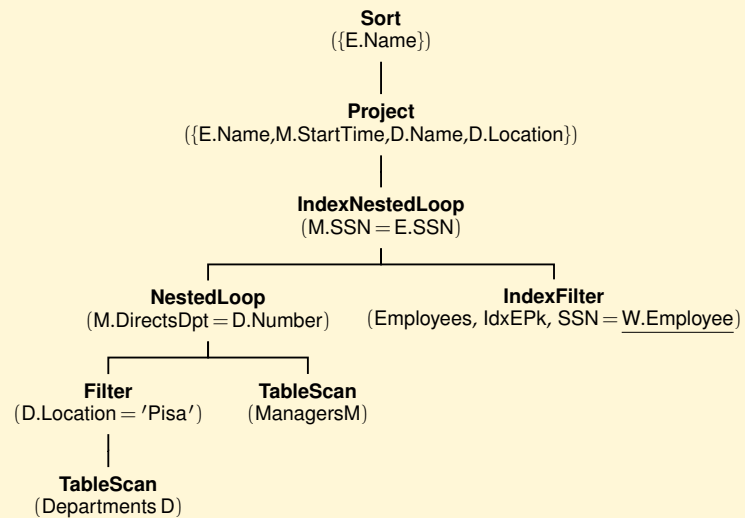 Sort
({E.Name})
Project
({E.Name,M.StartTime,D.Name,D.Location})
IndexNestedLoop
(M.SSN = E.SSN)
NestedLoop
(M.DirectsDpt = D.Number)
IndexFilter
(Employees, IdxEPk, SSN = W.Employee)
Filter
(D.Location = ′Pisa′)
TableScan
(ManagersM)
TableScan
(Departments D)